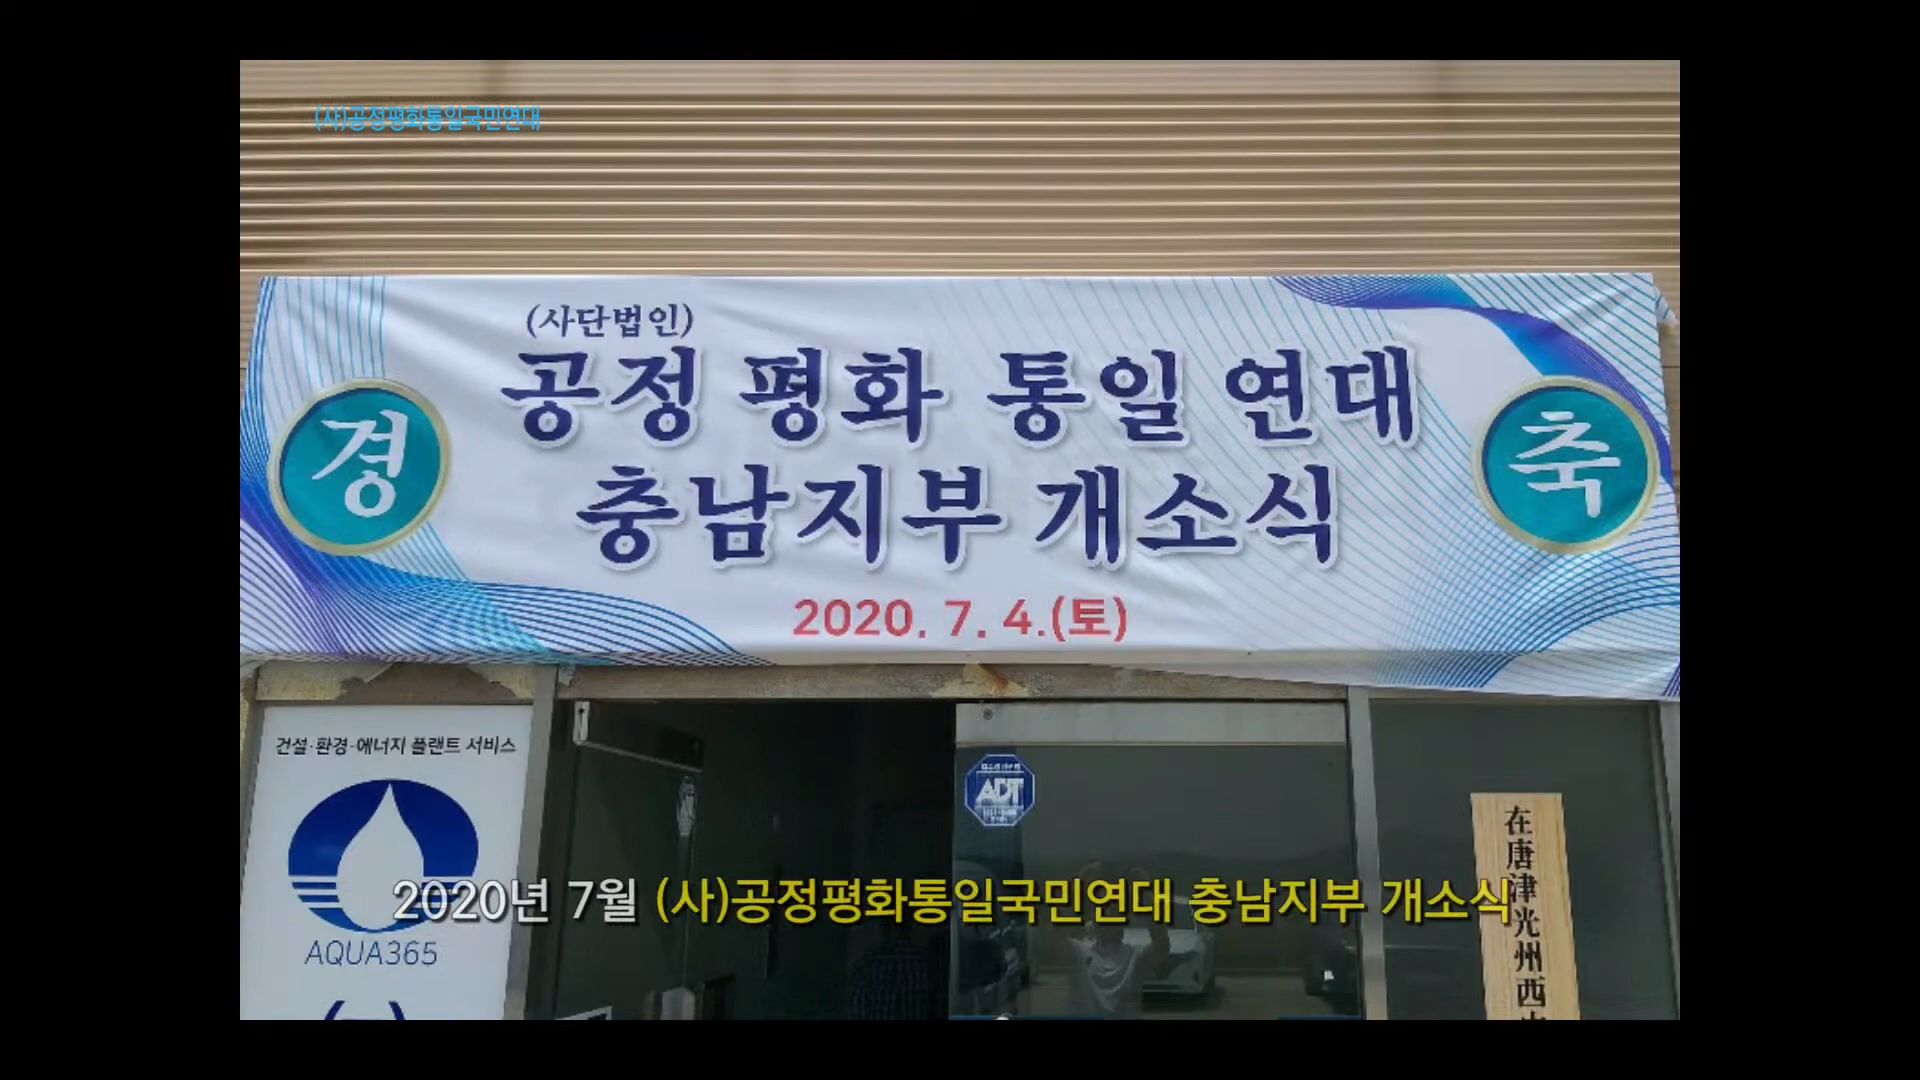 (사)공정평화통일국민연대
(사단법인)
공정 평화 통일 연대
경
축
충남지부 개소식
2020. 7. 4.(토)
건설·환경·에너지 플랜트 서비스
AQUA365
ADT
在唐津光州西
2020년 7월 (사)공정평화통일국민연대 충남지부 개소식